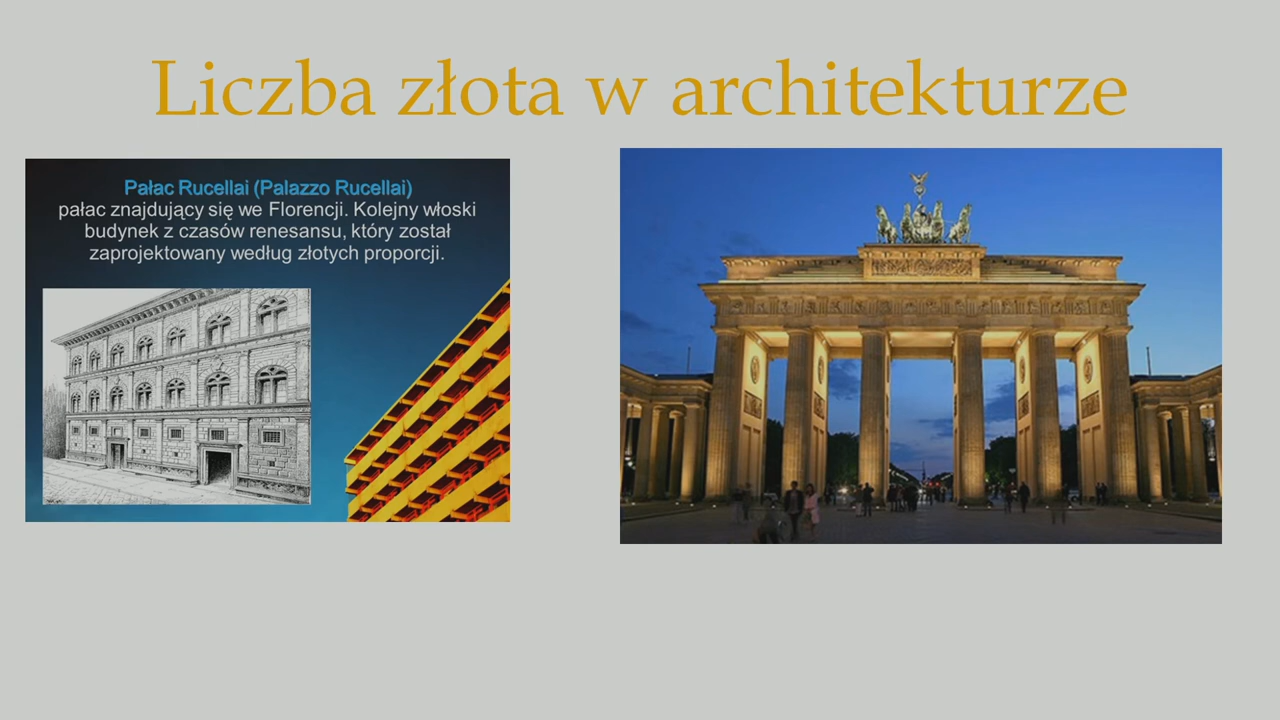 Liczba złota w architekturze
Pałac Rucellai (Palazzo Rucellai)
pałac znajdujący się we Florencji. Kolejny włoski
budynek z czasów renesansu, który został
zaprojektowany według złotych proporcji.